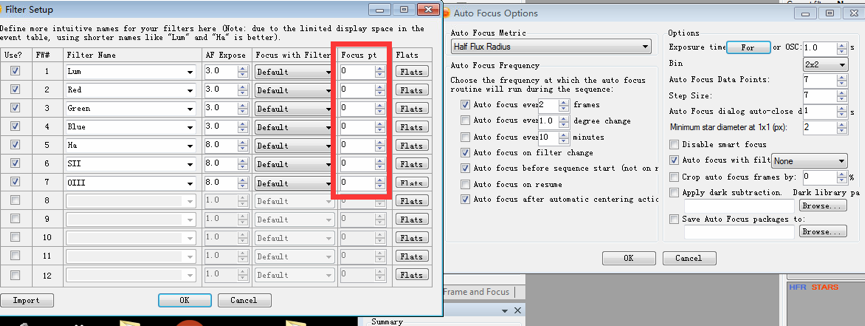 Filter Setup
Define more intuitive names for your filters here (Note: due to the limited display space in the
event table, using shorter names like "Lum" and "Ha" is better).
Use? F## Filter Name AF Expose Focus with Filter Focus pt Flats
1 Lum 3.0 Default 0 Flats
2 Red 3.0 Default 0 Flats
3 Green 3.0 Default 0 Flats
4 Blue 3.0 Default 0 Flats
5 Ha 8.0 Default 0 Flats
6 SII 8.0 Default 0 Flats
7 OIII 8.0 Default 0 Flats
8 1.0 Default 0 Flats
9 1.0 Default 0 Flats
10 1.0 Default 0 Flats
11 1.0 Default 0 Flats
12 1.0 Default 0 Flats
Import OK Cancel
Auto Focus Options
Auto Focus Metric
Half Flux Radius
Auto Focus Frequency
Choose the frequency at which the auto focus
routine will run during the sequence:
Auto focus eve 2 frames
Auto focus eve 1.0 degree change
Auto focus eve 10 minutes
Auto focus on filter change
Auto focus before sequence start (not on r
Auto focus on resume
Auto focus after automatic centering actio
Options
Exposure time For or OSC: 1.0 s
Bin 2x2
Auto Focus Data Points: 7
Step Size: 7
Auto Focus dialog auto-close d 1 s
Minimum star diameter at 1x1 (px): 2
Disable smart focus
Auto focus with filt None
Crop auto focus frames by: 0 %
Apply dark subtraction. Dark library pa
Browse...
Save Auto Focus packages to:
Browse...
OK Cancel
Frame and Focus
HFR STARS
Summary